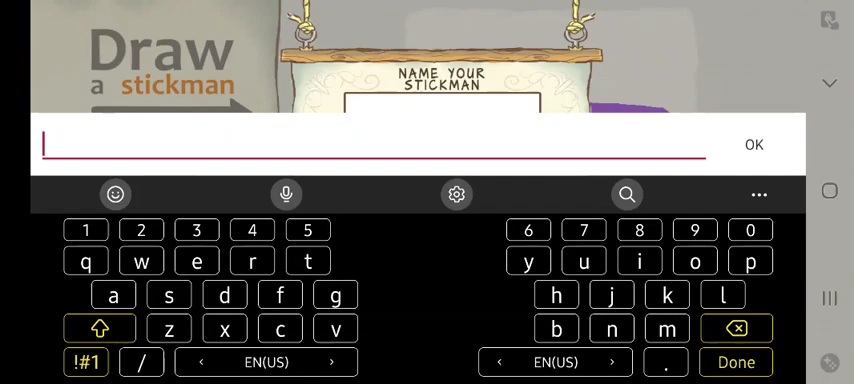 Draw
a stickman
NAME YOUR
STICKMAN
OK
1 2 3 4 5 6 7 8 9 0
q w e r t y u i o p
a s d f g h j k l
z x c v b n m
!#1 / < EN(US) > < EN(US) > . Done